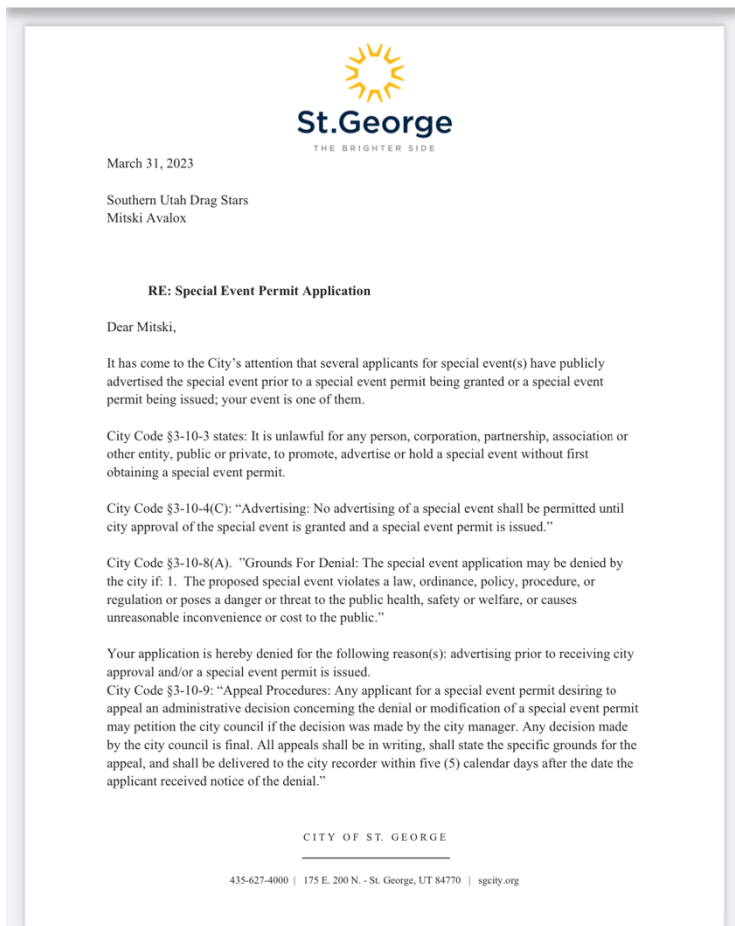 St.George
THE BRIGHTER SIDE
March 31, 2023
Southern Utah Drag Stars
Mitski Avalox
RE: Special Event Permit Application
Dear Mitski,
It has come to the City’s attention that several applicants for special event(s) have publicly
advertised the special event prior to a special event permit being granted or a special event
permit being issued; your event is one of them.
City Code §3-10-3 states: It is unlawful for any person, corporation, partnership, association or
other entity, public or private, to promote, advertise or hold a special event without first
obtaining a special event permit.
City Code §3-10-4(C): “Advertising: No advertising of a special event shall be permitted until
city approval of the special event is granted and a special event permit is issued.”
City Code §3-10-8(A). ”Grounds For Denial: The special event application may be denied by
the city if: 1. The proposed special event violates a law, ordinance, policy, procedure, or
regulation or poses a danger or threat to the public health, safety or welfare, or causes
unreasonable inconvenience or cost to the public.”
Your application is hereby denied for the following reason(s): advertising prior to receiving city
approval and/or a special event permit is issued.
City Code §3-10-9: “Appeal Procedures: Any applicant for a special event permit desiring to
appeal an administrative decision concerning the denial or modification of a special event permit
may petition the city council if the decision was made by the city manager. Any decision made
by the city council is final. All appeals shall be in writing, shall state the specific grounds for the
appeal, and shall be delivered to the city recorder within five (5) calendar days after the date the
applicant received notice of the denial.”
CITY OF ST. GEORGE
435-627-4000 | 175 E. 200 N. - St. George, UT 84770 | sgcity.org